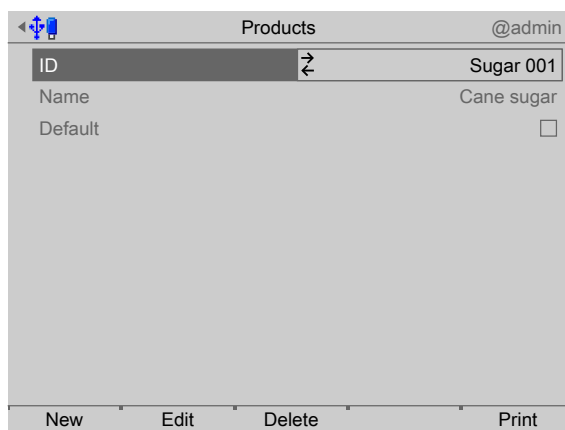 Products @admin
ID Sugar 001
Name Cane sugar
Default
New Edit Delete Print